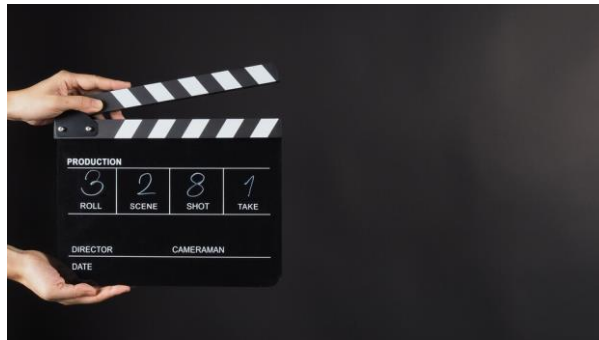 PRODUCTION
3 2 8 1
ROLL SCENE SHOT TAKE
DIRECTOR CAMERAMAN
DATE